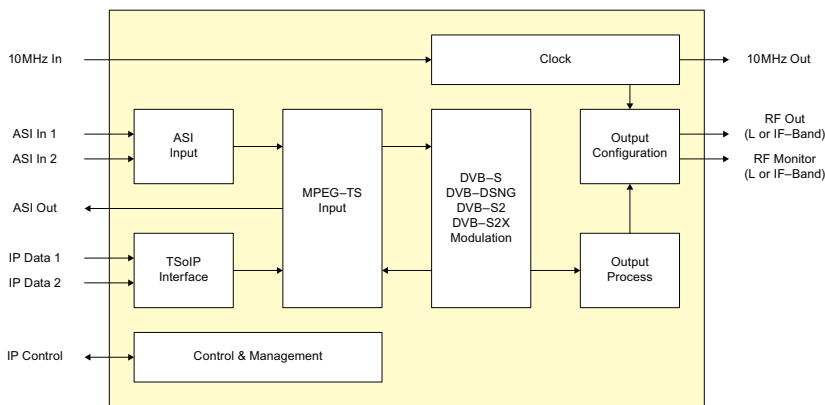 10MHz In
Clock
10MHz Out
ASI In 1
ASI In 2
ASI
Input
ASI Out
MPEG–TS
Input
DVB–S
DVB–DSNG
DVB–S2
DVB–S2X
Modulation
Output
Configuration
RF Out
(L or IF–Band)
RF Monitor
(L or IF–Band)
IP Data 1
IP Data 2
TSoIP
Interface
Output
Process
IP Control
Control & Management